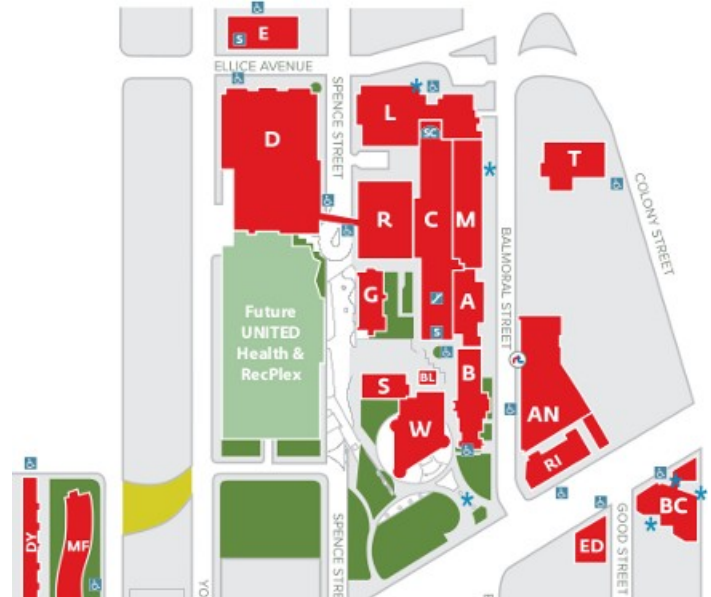 E
S
ELLICE AVENUE
SPENCE STREET
D
L
SC
T
R
C
M
COLONY STREET
BALMORAL STREET
G
A
Future
UNITED
Health &
RecPlex
S
B
BL
S
W
AN
RI
BC
DY
MF
SPENCE STRE
YO
ED
GOOD STREET